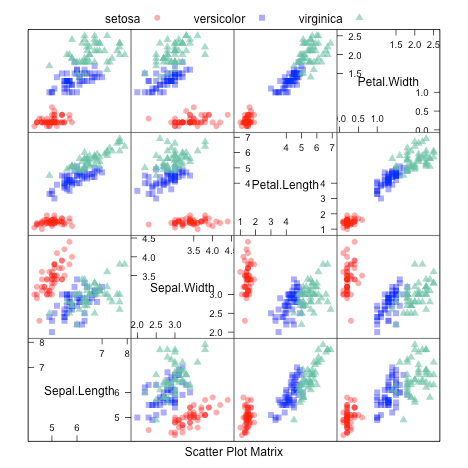 setosa versicolor virginica
2.5
1.5 2.0 2.5
2.0
1.5
Petal.Width
1.0
0.5
0.0 0.5 1.0
0.0
7
4 5 6 7
6
5
4
Petal.Length
4
3
2
1 2 3 4
1
4.5
3.5 4.0 4.5
4.0
3.5
Sepal.Width
3.0
2.5
2.0 2.5 3.0
2.0
8
7 8
7
Sepal.Length
6
5
5 6
Scatter Plot Matrix